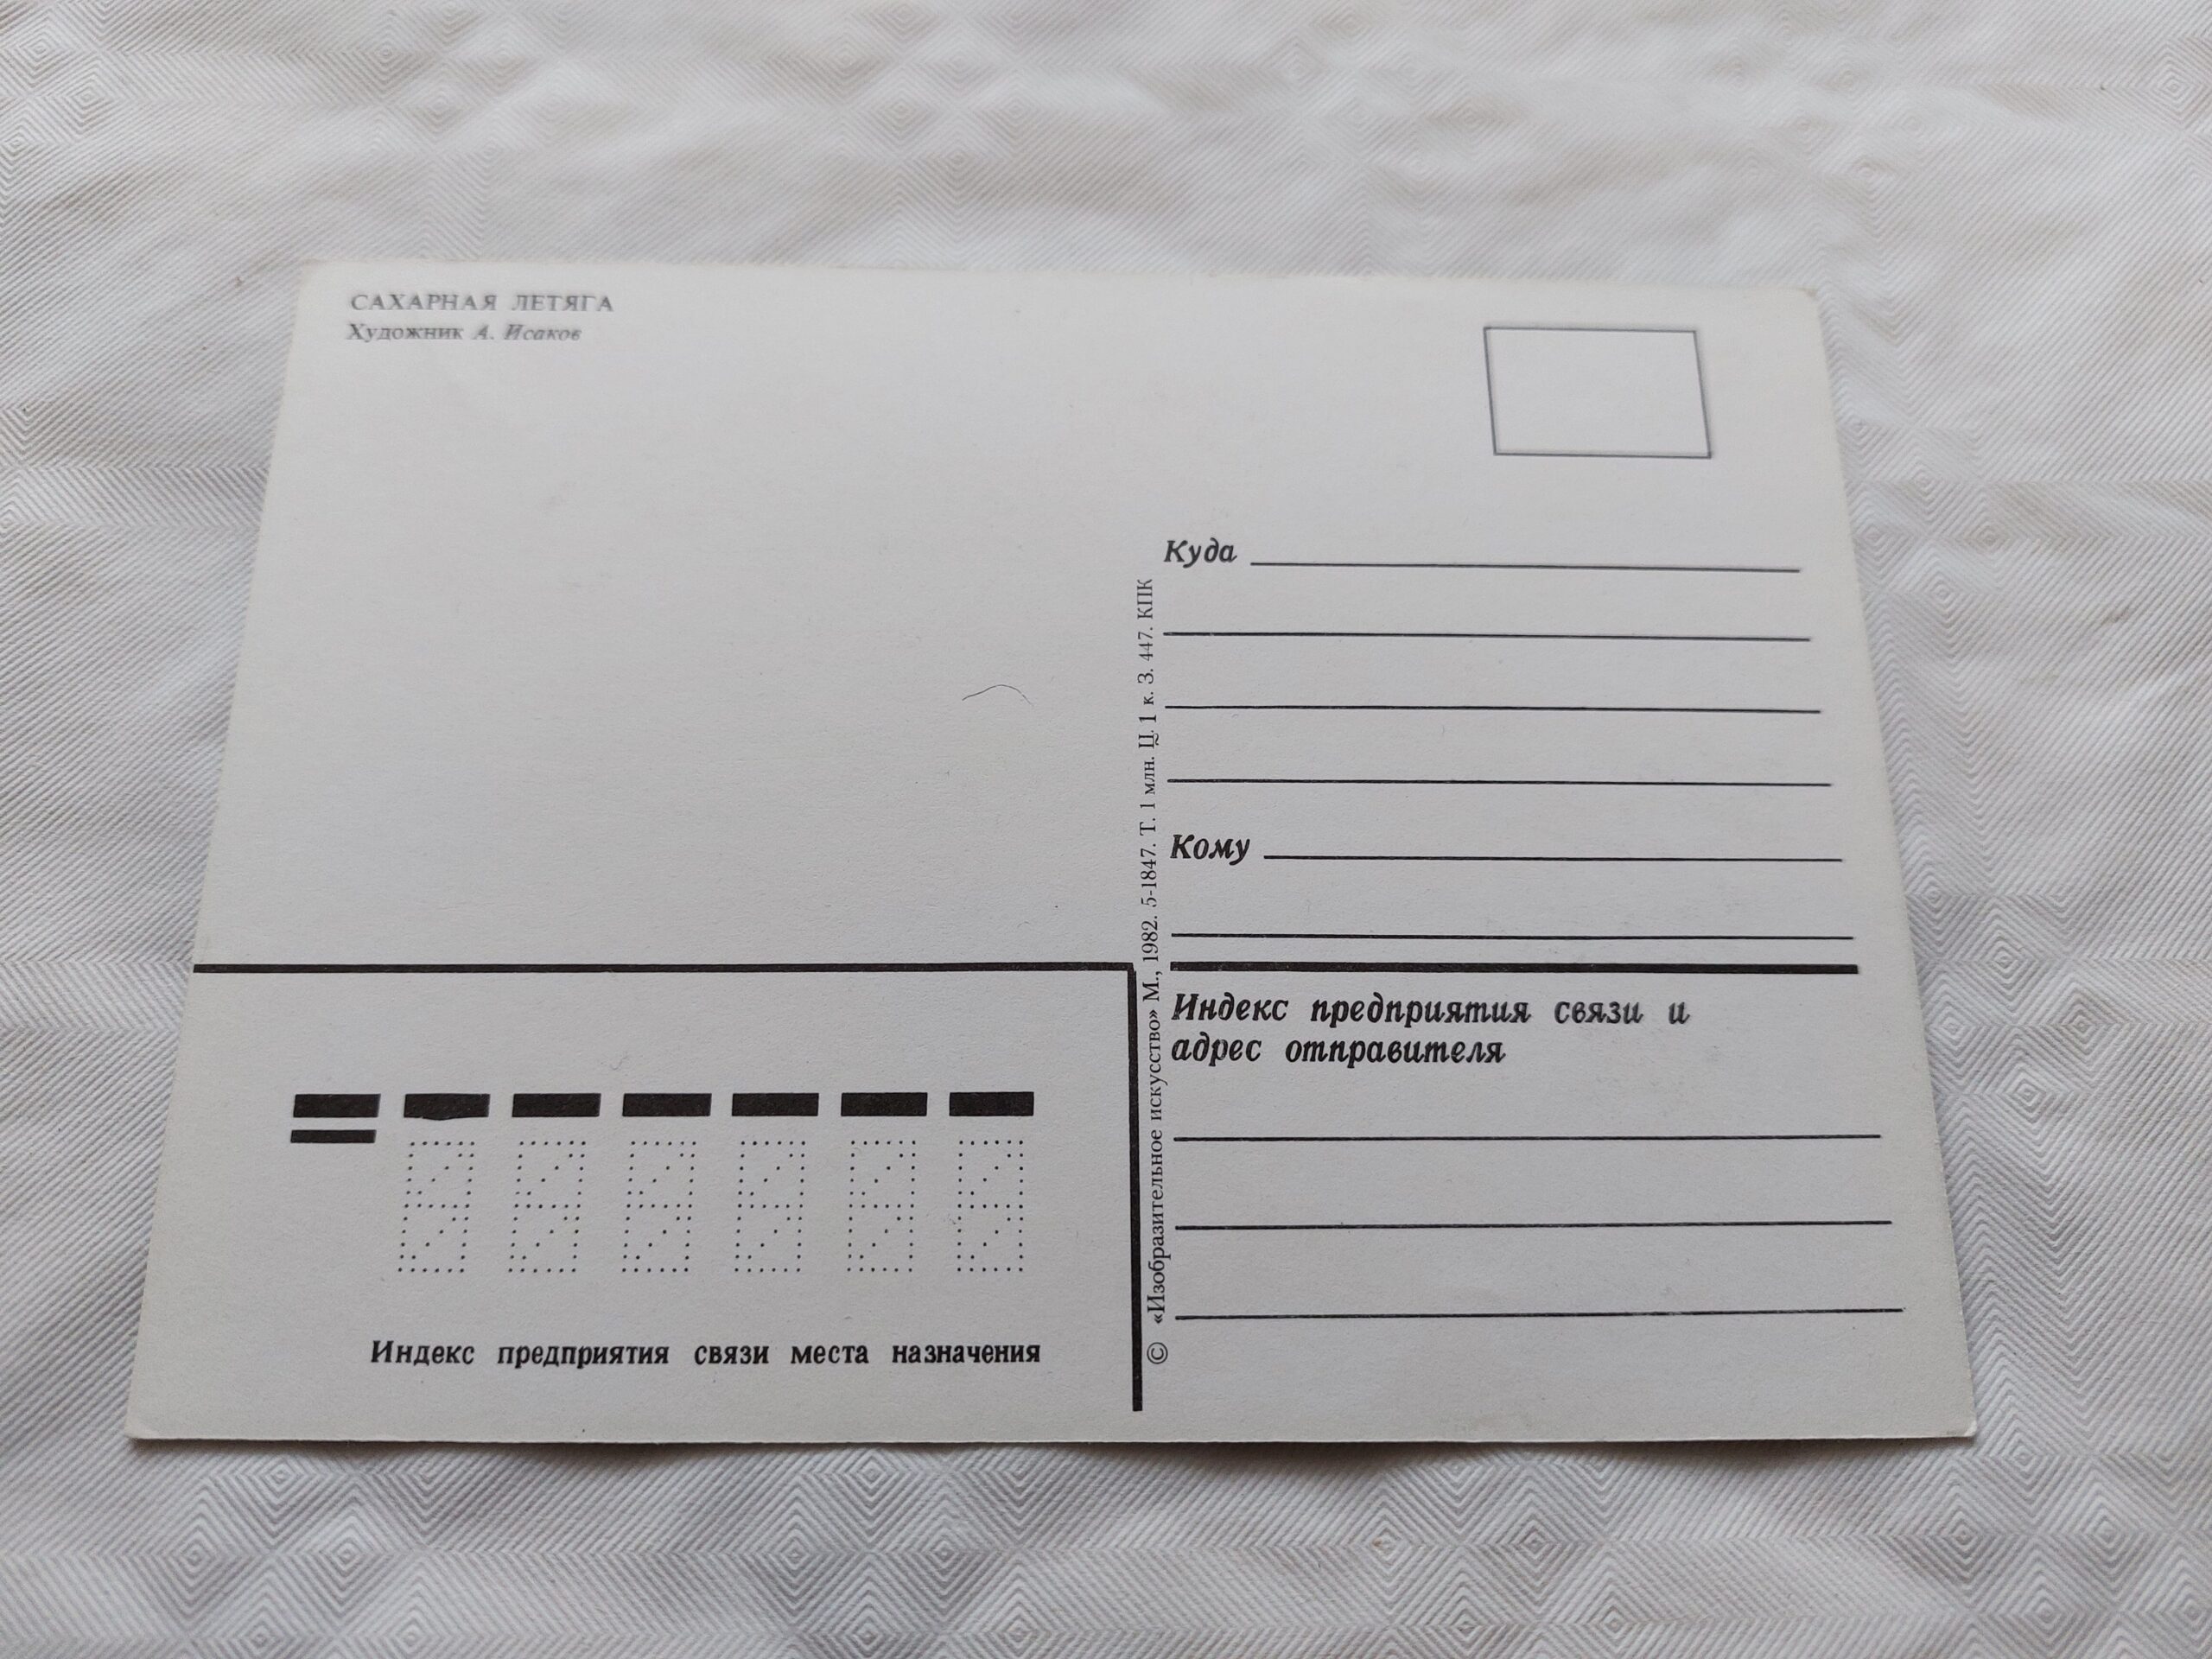 САХАРНАЯ ЛЕТЯГА
Художник А. Исаков
Куда
Кому
Индекс предприятия связи и
адрес отправителя
© «Изобразительное искусство» М., 1982. 5-1847. Т. 1 млн. Ц. 1 к. З. 447. КПК
Индекс предприятия связи места назначения